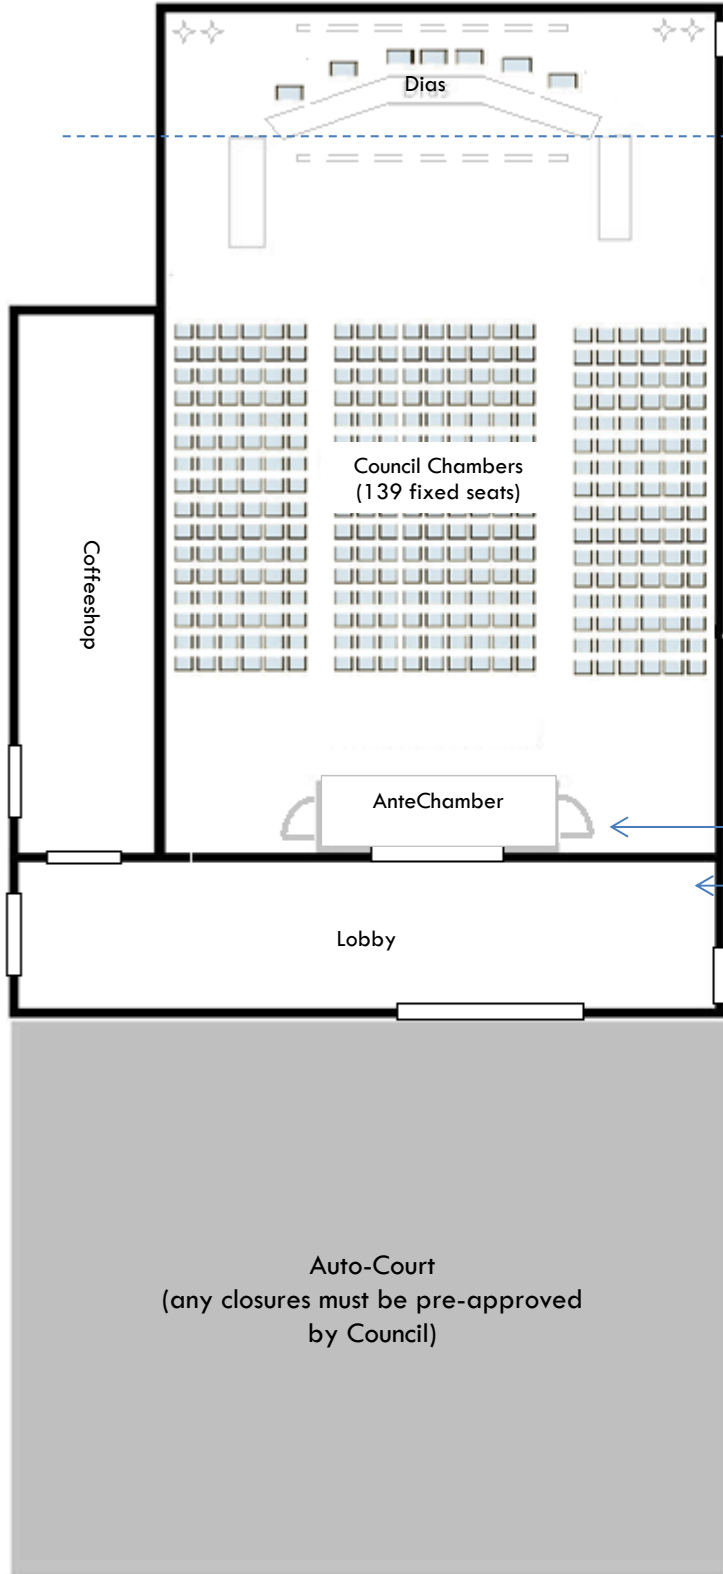 Dias
Council Chambers
(139 fixed seats)
Coffeeshop
AnteChamber
Lobby
Auto-Court
(any closures must be pre-approved
by Council)